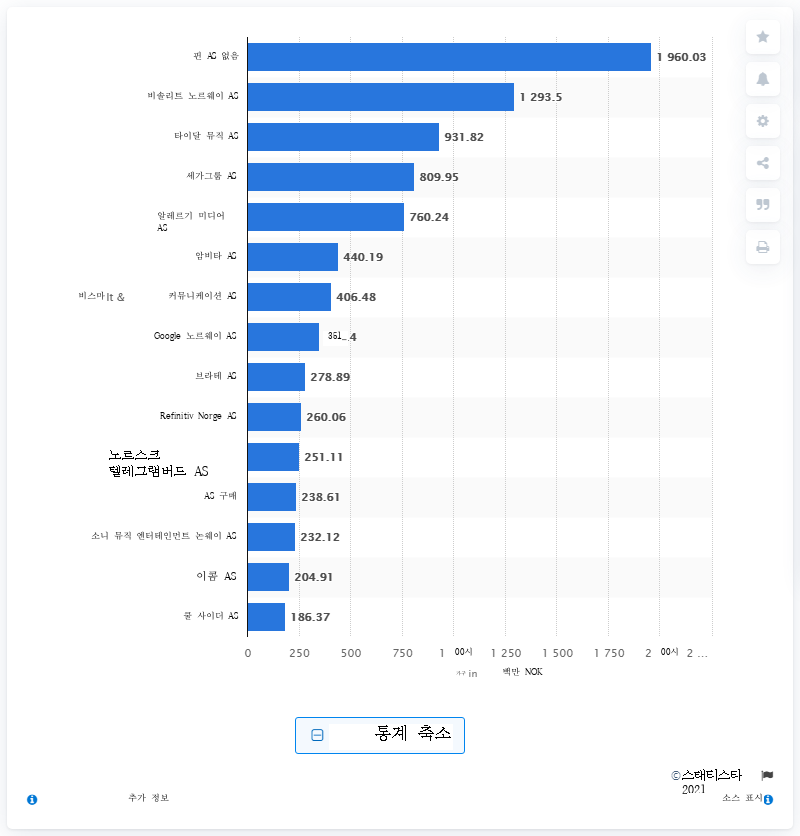 핀 AS 없음
1 960.03
비솔리트 노르웨이 AS
1 293.5
타이달 뮤직 AS
931.82
세가그룹 AS
809.95
알레르기 미디어
AS
760.24
암비타 AS
440.19
비스마It & 커뮤니케이션 AS
406.48
Google 노르웨이 AS
351_.4
브라테 AS
278.89
Refinitiv Norge AS
260.06
노르스크
텔레그램버드 AS
251.11
AS 구매
238.61
소니 뮤직 엔터테인먼트 논웨이 AS
232.12
이콤 AS
204.91
쿨 사이더 AS
186.37
0 250 500 750 1 00시 1 250 1 500 1 750 2 00시 2 ...
in 백만 NOK
통계 축소
©스태티스타
2021
추가 정보
소스 표시